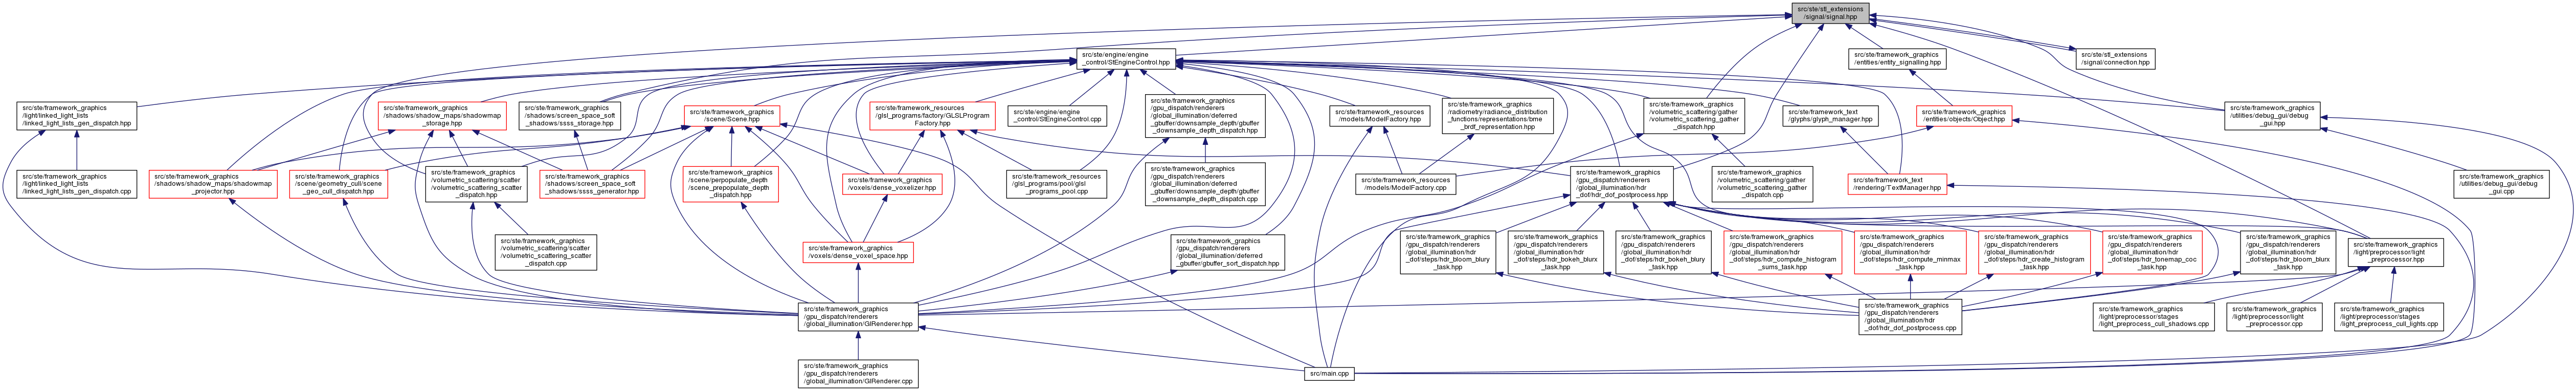 src/ste/stl_extensions
/signal/signal.hpp
src/ste/engine/engine
_control/StEngineControl.hpp
src/ste/framework_graphics
/entities/entity_signalling.hpp
src/ste/stl_extensions
/signal/connection.hpp
src/ste/framework_graphics
/light/linked_light_lists
/linked_light_lists_gen_dispatch.hpp
src/ste/framework_graphics
/shadows/shadow_maps/shadowmap
_storage.hpp
src/ste/framework_graphics
/shadows/screen_space_soft
_shadows/ssss_storage.hpp
src/ste/framework_graphics
/scene/Scene.hpp
src/ste/framework_resources
/glsl_programs/factory/GLSLProgram
Factory.hpp
src/ste/engine/engine
_control/StEngineControl.cpp
src/ste/framework_graphics
/gpu_dispatch/renderers
/global_illumination/deferred
_gbuffer/downsample_depth/gbuffer
_downsample_depth_dispatch.hpp
src/ste/framework_resources
/models/ModelFactory.hpp
src/ste/framework_graphics
/radiometry/radiance_distribution
_functions/representations/brne
_brdf_representation.hpp
src/ste/framework_graphics
/volumetric_scattering/gather
/volumetric_scattering_gather
_dispatch.hpp
src/ste/framework_text
/glyphs/glyph_manager.hpp
src/ste/framework_graphics
/entities/objects/Object.hpp
src/ste/framework_graphics
/utilities/debug_gui/debug
_gui.hpp
src/ste/framework_graphics
/light/linked_light_lists
/linked_light_lists_gen_dispatch.cpp
src/ste/framework_graphics
/shadows/shadow_maps/shadowmap
_projector.hpp
src/ste/framework_graphics
/scene/geometry_cull/scene
_geo_cull_dispatch.hpp
src/ste/framework_graphics
/volumetric_scattering/scatter
/volumetric_scattering_scatter
_dispatch.hpp
src/ste/framework_graphics
/shadows/screen_space_soft
_shadows/ssss_generator.hpp
src/ste/framework_graphics
/scene/perpopulate_depth
/scene_prepopulate_depth
_dispatch.hpp
src/ste/framework_graphics
/voxels/dense_voxelizer.hpp
src/ste/framework_resources
/glsl_programs/pool/glsl
_programs_pool.cpp
src/ste/framework_graphics
/gpu_dispatch/renderers
/global_illumination/deferred
_gbuffer/downsample_depth/gbuffer
_downsample_depth_dispatch.cpp
src/ste/framework_resources
/models/ModelFactory.cpp
src/ste/framework_graphics
/gpu_dispatch/renderers
/global_illumination/hdr
_dof/hdr_dof_postprocess.hpp
src/ste/framework_graphics
/volumetric_scattering/gather
/volumetric_scattering_gather
_dispatch.cpp
src/ste/framework_text
/rendering/TextManager.hpp
src/ste/framework_graphics
/utilities/debug_gui/debug
_gui.cpp
src/ste/framework_graphics
/volumetric_scattering/scatter
/volumetric_scattering_scatter
_dispatch.cpp
src/ste/framework_graphics
/voxels/dense_voxel_space.hpp
src/ste/framework_graphics
/gpu_dispatch/renderers
/global_illumination/deferred
_gbuffer/gbuffer_sort_dispatch.hpp
src/ste/framework_graphics
/gpu_dispatch/renderers
/global_illumination/hdr
_dof/steps/hdr_bloom_blury
_task.hpp
src/ste/framework_graphics
/gpu_dispatch/renderers
/global_illumination/hdr
_dof/steps/hdr_bokeh_blurx
_task.hpp
src/ste/framework_graphics
/gpu_dispatch/renderers
/global_illumination/hdr
_dof/steps/hdr_bokeh_blury
_task.hpp
src/ste/framework_graphics
/gpu_dispatch/renderers
/global_illumination/hdr
_dof/steps/hdr_compute_histogram
_sums_task.hpp
src/ste/framework_graphics
/gpu_dispatch/renderers
/global_illumination/hdr
_dof/steps/hdr_compute_minmax
_task.hpp
src/ste/framework_graphics
/gpu_dispatch/renderers
/global_illumination/hdr
_dof/steps/hdr_create_histogram
_task.hpp
src/ste/framework_graphics
/gpu_dispatch/renderers
/global_illumination/hdr
_dof/steps/hdr_tonemap_coc
_task.hpp
src/ste/framework_graphics
/gpu_dispatch/renderers
/global_illumination/hdr
_dof/steps/hdr_bloom_blurx
_task.hpp
src/ste/framework_graphics
/light/preprocessor/light
_preprocessor.hpp
src/ste/framework_graphics
/gpu_dispatch/renderers
/global_illumination/GIRenderer.hpp
src/ste/framework_graphics
/gpu_dispatch/renderers
/global_illumination/hdr
_dof/hdr_dof_postprocess.cpp
src/ste/framework_graphics
/light/preprocessor/stages
/light_preprocess_cull_shadows.cpp
src/ste/framework_graphics
/light/preprocessor/light
_preprocessor.cpp
src/ste/framework_graphics
/light/preprocessor/stages
/light_preprocess_cull_lights.cpp
src/ste/framework_graphics
/gpu_dispatch/renderers
/global_illumination/GIRenderer.cpp
src/main.cpp